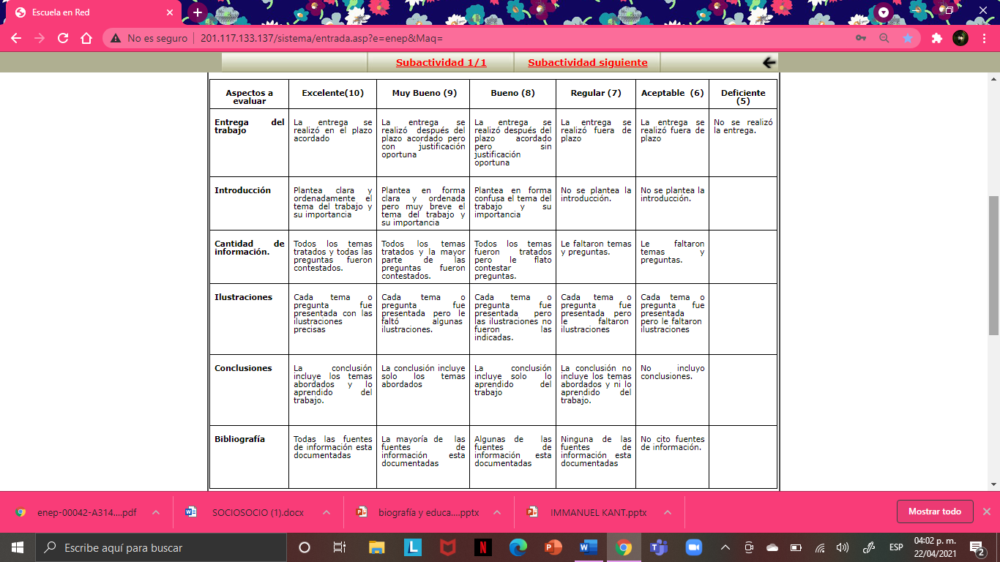 Escuela en Red
No es seguro
201.117.133.137/sistema/entrada.asp?e=enep&Maq=
Subactividad 1/1
Subactividad siguiente
Aspectos a
evaluar
Excelente(10)
Muy Bueno (9)
Bueno (8)
Regular (7)
Aceptable (6)
Deficiente
(5)
Entrega del
trabajo
La entrega se
realizó en el plazo
acordado
La entrega se
realizó después del
plazo acordado pero
con justificación
oportuna
La entrega se
realizó después del
plazo acordado
pero sin
justificación
oportuna
La entrega se
realizó fuera de
plazo
La entrega se
realizó fuera de
plazo
No se realizó
la entrega.
Introducción
Plantea clara y
ordenadamente el
tema del trabajo y
su importancia
Plantea en forma
clara y ordenada
pero muy breve el
tema del trabajo y
su importancia
Plantea en forma
confusa el tema del
trabajo y su
importancia
No se plantea la
introducción.
No se plantea la
introducción.
Cantidad de
información.
Todos los temas
tratados y todas las
preguntas fueron
contestados.
Todos los temas
tratados y la mayor
parte de las
preguntas fueron
contestados.
Todos los temas
fueron tratados
pero le flato
contestar
preguntas.
Le faltaron temas
y preguntas.
Le faltaron
temas y
preguntas.
Ilustraciones
Cada tema o
pregunta fue
presentada con las
ilustraciones
precisas
Cada tema o
pregunta fue
presentada pero le
faltó algunas
ilustraciones.
Cada tema o
pregunta fue
presentada pero
las ilustraciones no
fueron las
indicadas.
Cada tema o
pregunta fue
presentada pero
le faltaron
ilustraciones
Cada tema o
pregunta fue
presentada
pero le faltaron
ilustraciones
Conclusiones
La conclusión
incluye los temas
abordados y lo
aprendido del
trabajo.
La conclusión incluye
solo los temas
abordados
La conclusión
incluye solo lo
aprendido del
trabajo
La conclusión no
incluye los temas
abordados y ni lo
aprendido del
trabajo.
No incluyo
conclusiones.
Bibliografía
Todas las fuentes
de información esta
documentadas
La mayoría de las
fuentes de
información esta
documentadas
Algunas de las
fuentes de
información esta
documentadas
Ninguna de las
fuentes de
información esta
documentadas
No cito fuentes
de información.
enep-00042-A314....pdf
SOCIOSOCIO (1).docx
biografía y educa....pptx
IMMANUEL KANT.pptx
Mostrar todo
Escribe aquí para buscar
ESP
04:02 p. m.
22/04/2021
2